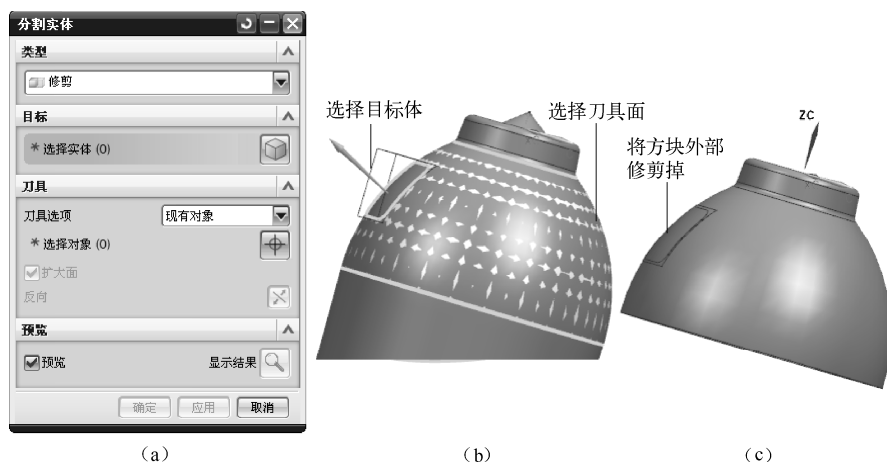 分割实体
类型
修剪
目标
* 选择实体 (0)
刀具
刀具选项 现有对象
* 选择对象 (0)
扩大面
反向
预览
预览 显示结果
确定 应用 取消
(a)
选择目标体
选择刀具面
(b)
ZC
将方块外部
修剪掉
(c)